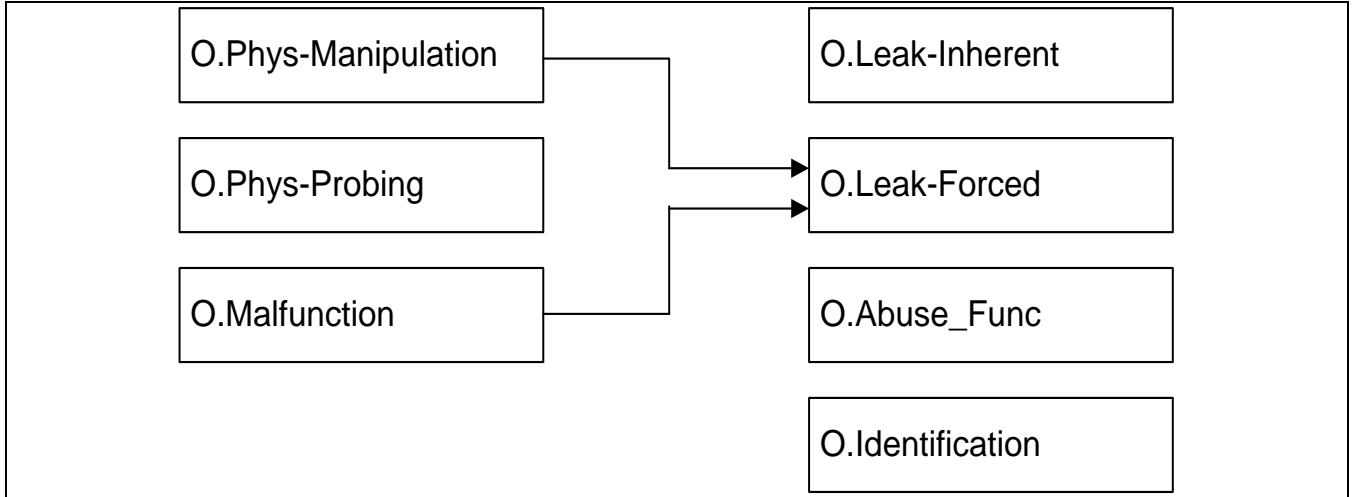 O.Phys-Manipulation
O.Leak-Inherent
O.Phys-Probing
O.Leak-Forced
O.Malfunction
O.Abuse_Func
O.Identification